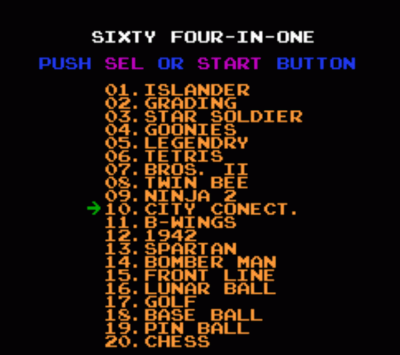 SIXTY FOUR-IN-ONE
PUSH SEL OR START BUTTON
01. ISLANDER
02. GRADING
03. STAR SOLDIER
04. GOONIES
05. LEGENDRY
06. TETRIS
07. BROS. II
08. TWIN BEE
09. NINJA 2
→10. CITY CONECT.
11. B-WINGS
12. 1942
13. SPARTAN
14. BOMBER MAN
15. FRONT LINE
16. LUNAR BALL
17. GOLF
18. BASE BALL
19. PIN BALL
20. CHESS